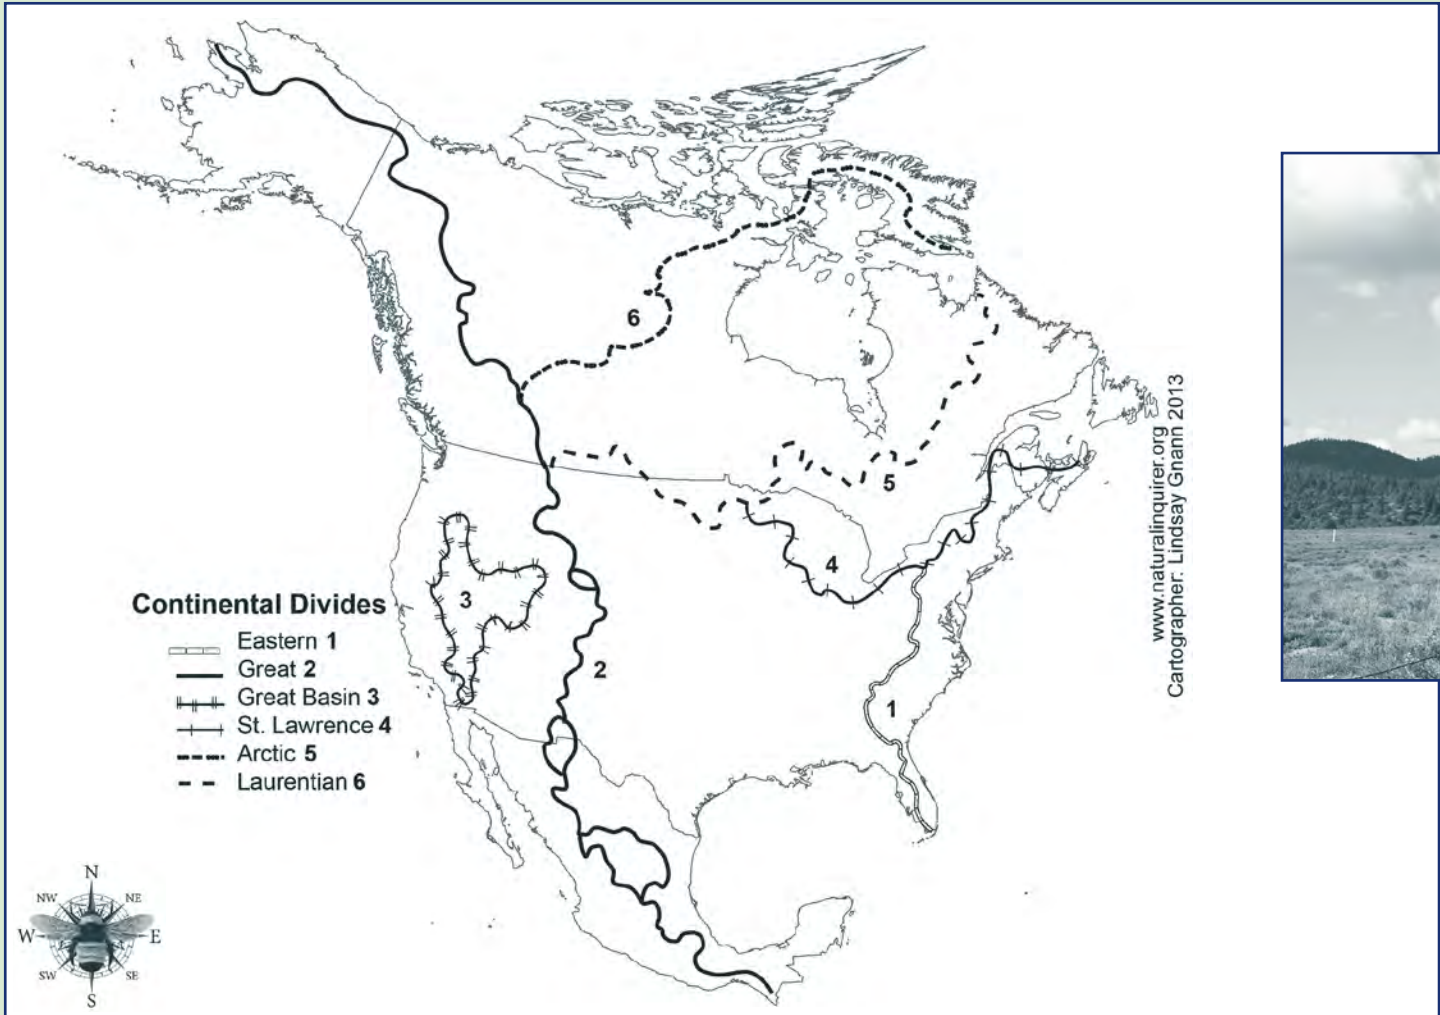 6
5
4
3
2
1
Continental Divides
Eastern 1
Great 2
Great Basin 3
St. Lawrence 4
Arctic 5
Laurentian 6
www.naturalinquirer.org
Cartographer: Lindsay Gnann 2013
N
NW NE
W E
SW SE
S